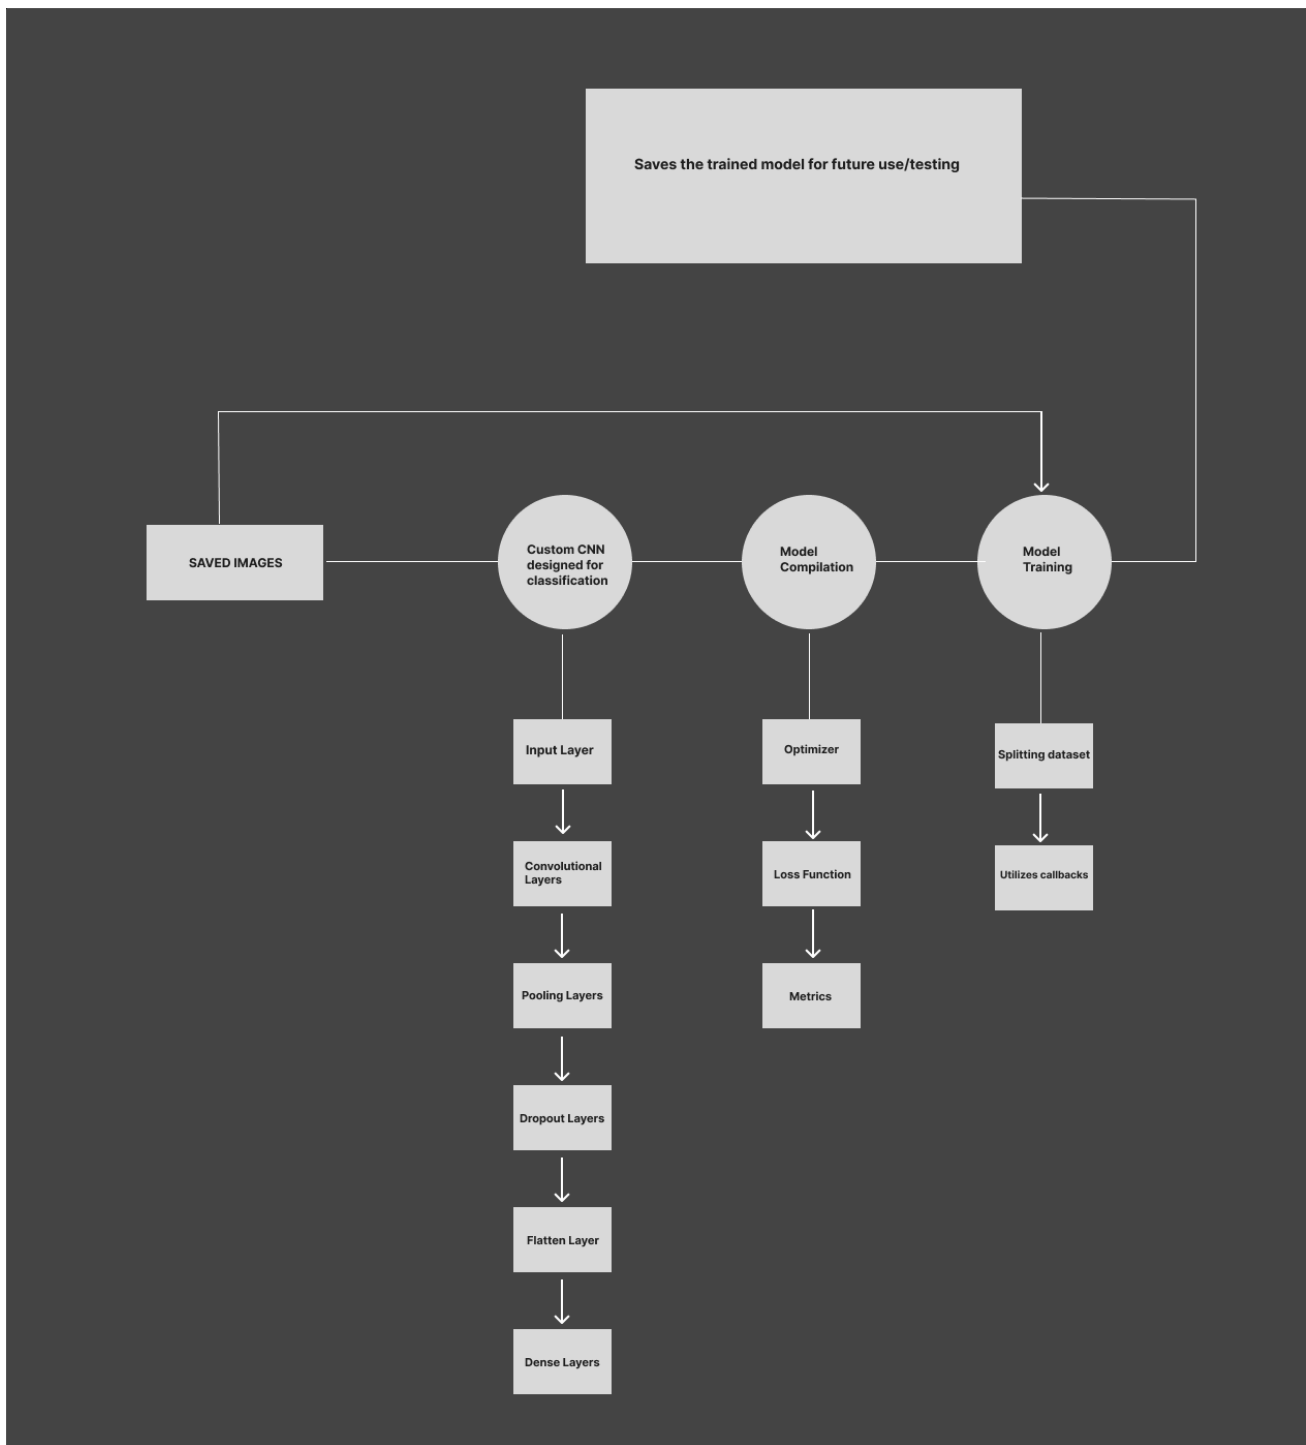 Saves the trained model for future use/testing
SAVED IMAGES
Custom CNN
designed for
classification
Model
Compilation
Model
Training
Input Layer
Optimizer
Splitting dataset
Convolutional
Layers
Loss Function
Utilizes callbacks
Pooling Layers
Metrics
Dropout Layers
Flatten Layer
Dense Layers